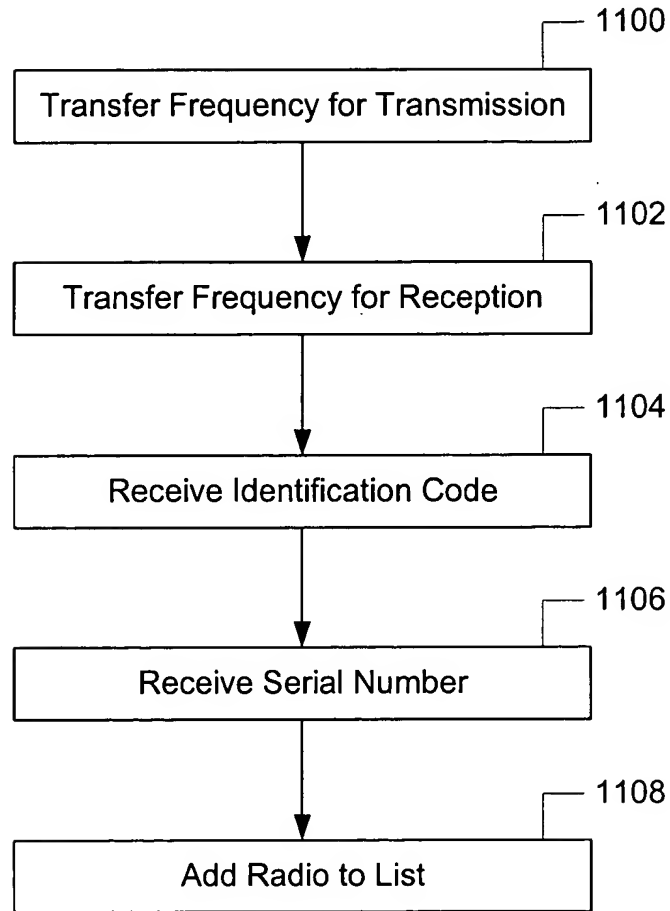 1100
Transfer Frequency for Transmission
1102
Transfer Frequency for Reception
1104
Receive Identification Code
1106
Receive Serial Number
1108
Add Radio to List